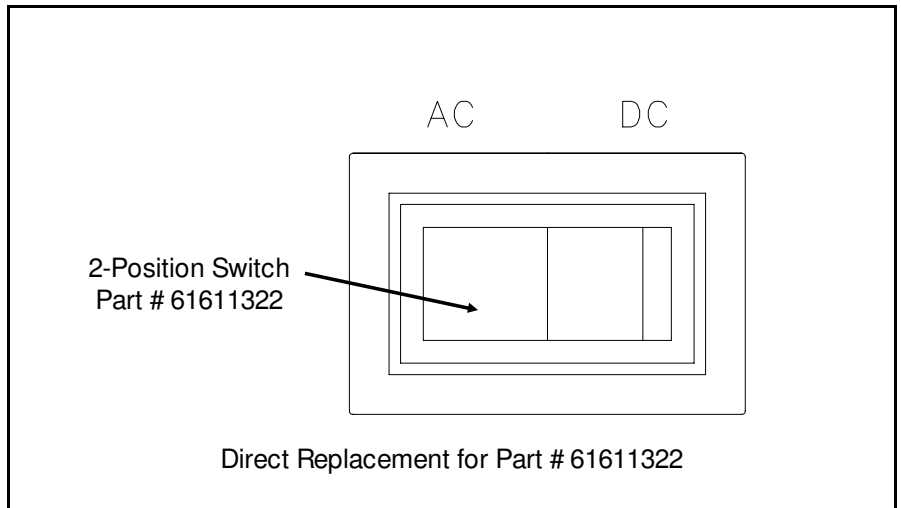 AC DC
2-Position Switch
Part # 61611322
Direct Replacement for Part # 61611322